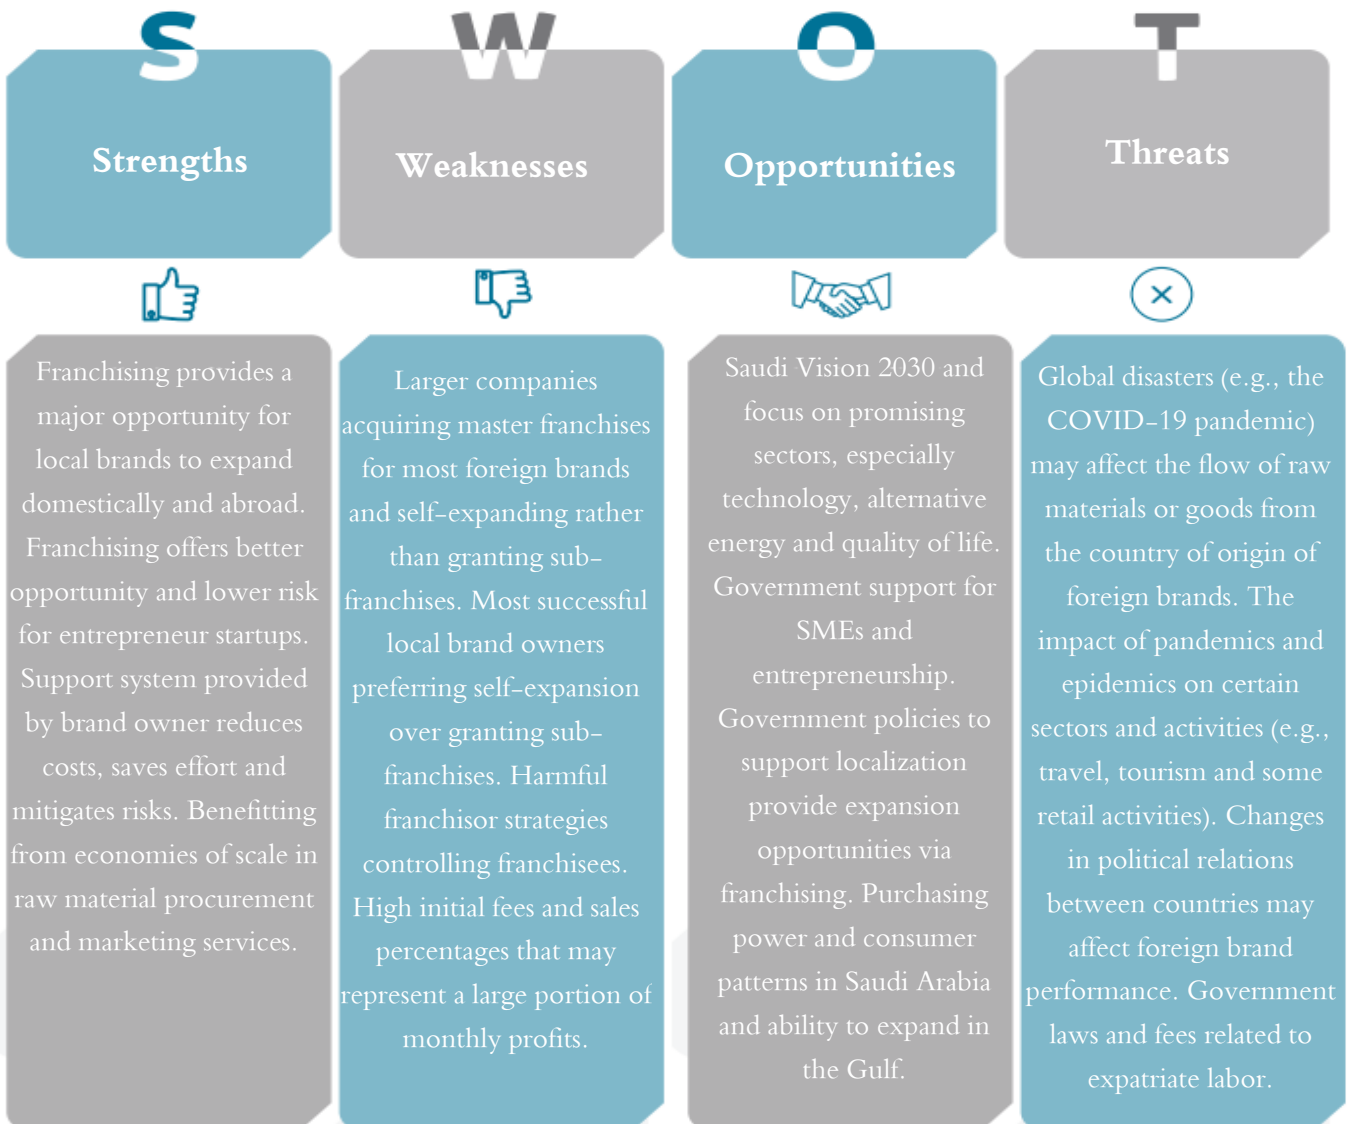 S
W
O
T
Strengths
Weaknesses
Opportunities
Threats
Franchising provides a
major opportunity for
local brands to expand
domestically and abroad.
Franchising offers better
opportunity and lower risk
for entrepreneur startups.
Support system provided
by brand owner reduces
costs, saves effort and
mitigates risks. Benefitting
from economies of scale in
raw material procurement
and marketing services.
Larger companies
acquiring master franchises
for most foreign brands
and self-expanding rather
than granting sub-
franchises. Most successful
local brand owners
preferring self-expansion
over granting sub-
franchises. Harmful
franchisor strategies
controlling franchisees.
High initial fees and sales
percentages that may
represent a large portion of
monthly profits.
Saudi Vision 2030 and
focus on promising
sectors, especially
technology, alternative
energy and quality of life.
Government support for
SMEs and
entrepreneurship.
Government policies to
support localization
provide expansion
opportunities via
franchising. Purchasing
power and consumer
patterns in Saudi Arabia
and ability to expand in
the Gulf.
Global disasters (e.g., the
COVID-19 pandemic)
may affect the flow of raw
materials or goods from
the country of origin of
foreign brands. The
impact of pandemics and
epidemics on certain
sectors and activities (e.g.,
travel, tourism and some
retail activities). Changes
in political relations
between countries may
affect foreign brand
performance. Government
laws and fees related to
expatriate labor.